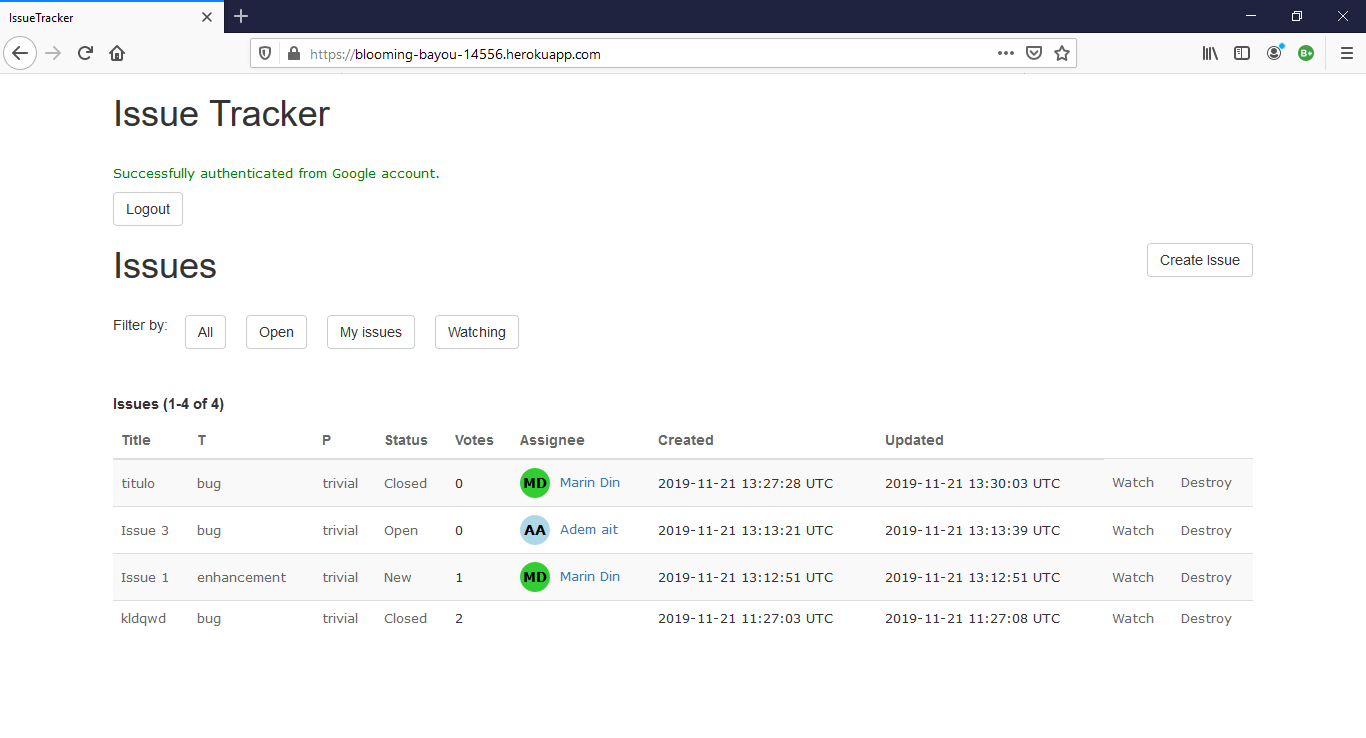 IssueTracker
https://blooming-bayou-14556.herokuapp.com
B+
Issue Tracker
Successfully authenticated from Google account.
Logout
Issues
Create Issue
Filter by: All Open My issues Watching
Issues (1-4 of 4)
Title T P Status Votes Assignee Created Updated
titulo bug trivial Closed 0 MD Marin Din 2019-11-21 13:27:28 UTC 2019-11-21 13:30:03 UTC Watch Destroy
Issue 3 bug trivial Open 0 AA Adem ait 2019-11-21 13:13:21 UTC 2019-11-21 13:13:39 UTC Watch Destroy
Issue 1 enhancement trivial New 1 MD Marin Din 2019-11-21 13:12:51 UTC 2019-11-21 13:12:51 UTC Watch Destroy
kldqwd bug trivial Closed 2 2019-11-21 11:27:03 UTC 2019-11-21 11:27:08 UTC Watch Destroy